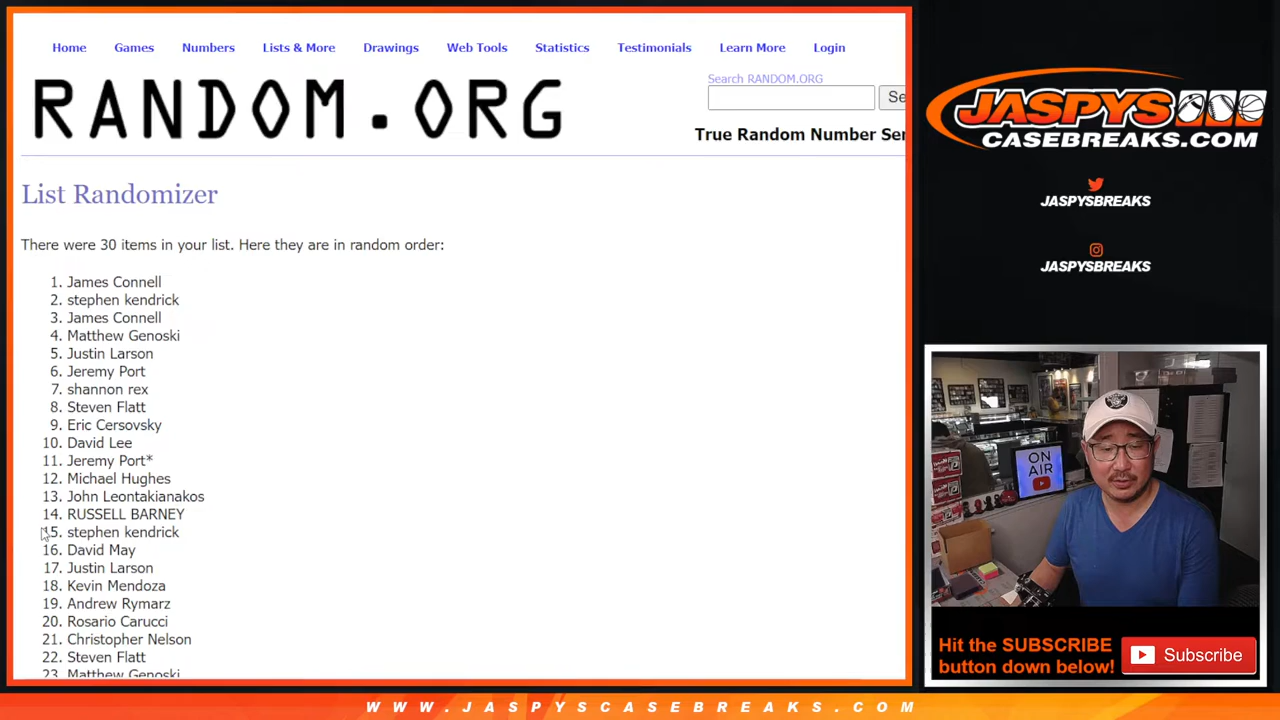 Home Games Numbers Lists & More Drawings Web Tools Statistics Testimonials Learn More Login
RANDOM.ORG
Search RANDOM.ORG
Se
True Random Number Ser
List Randomizer
There were 30 items in your list. Here they are in random order:
1. James Connell
2. stephen kendrick
3. James Connell
4. Matthew Genoski
5. Justin Larson
6. Jeremy Port
7. shannon rex
8. Steven Flatt
9. Eric Cersovsky
10. David Lee
11. Jeremy Port*
12. Michael Hughes
13. John Leontakianakos
14. RUSSELL BARNEY
15. stephen kendrick
16. David May
17. Justin Larson
18. Kevin Mendoza
19. Andrew Rymarz
20. Rosario Carucci
21. Christopher Nelson
22. Steven Flatt
23. Matthew Genoski
JASPYS
CASEBREAKS.COM
JASPYSBREAKS
JASPYSBREAKS
ON
AIR
Hit the SUBSCRIBE
button down below!
Subscribe
WWW.JASPYSCASEBREAKS.COM